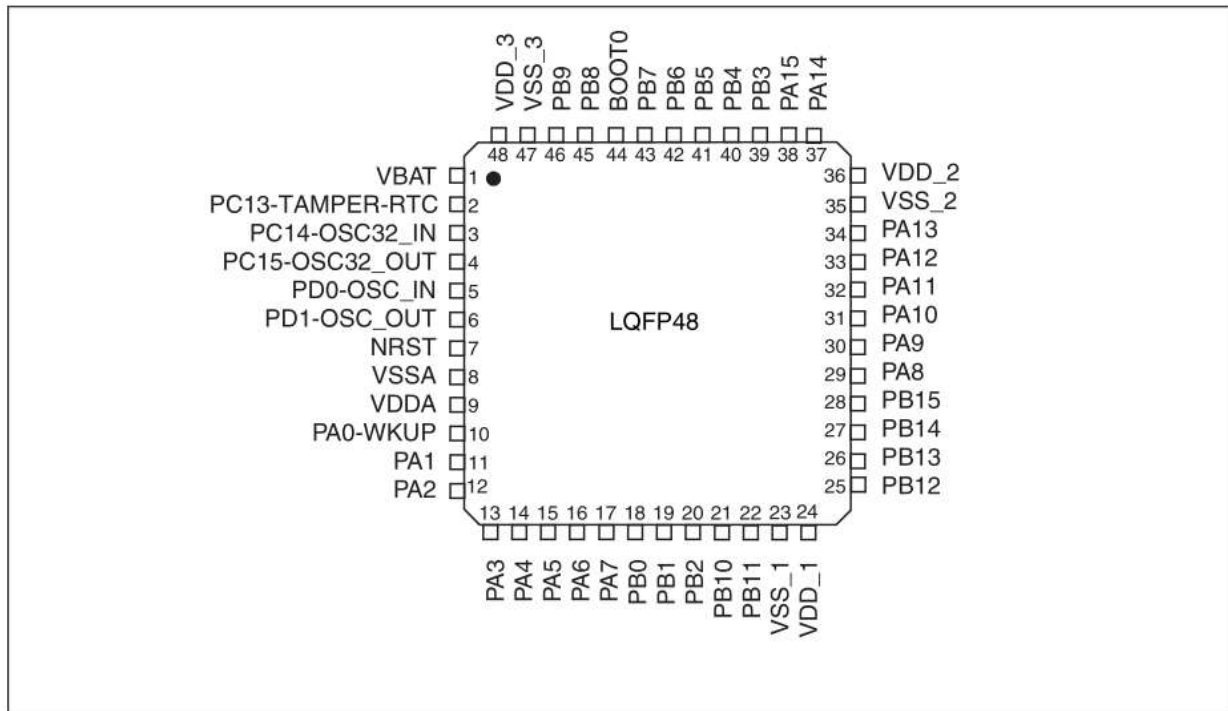 VDD_3
VSS_3
PB9
PB8
BOOT0
PB7
PB6
PB5
PB4
PB3
PA15
PA14
48 47 46 45 44 43 42 41 40 39 38 37
VBAT 1
PC13-TAMPER-RTC 2
PC14-OSC32_IN 3
PC15-OSC32_OUT 4
PD0-OSC_IN 5
PD1-OSC_OUT 6
NRST 7
VSSA 8
VDDA 9
PA0-WKUP 10
PA1 11
PA2 12
LQFP48
36 VDD_2
35 VSS_2
34 PA13
33 PA12
32 PA11
31 PA10
30 PA9
29 PA8
28 PB15
27 PB14
26 PB13
25 PB12
13 14 15 16 17 18 19 20 21 22 23 24
PA3
PA4
PA5
PA6
PA7
PB0
PB1
PB2
PB10
PB11
VSS_1
VDD_1